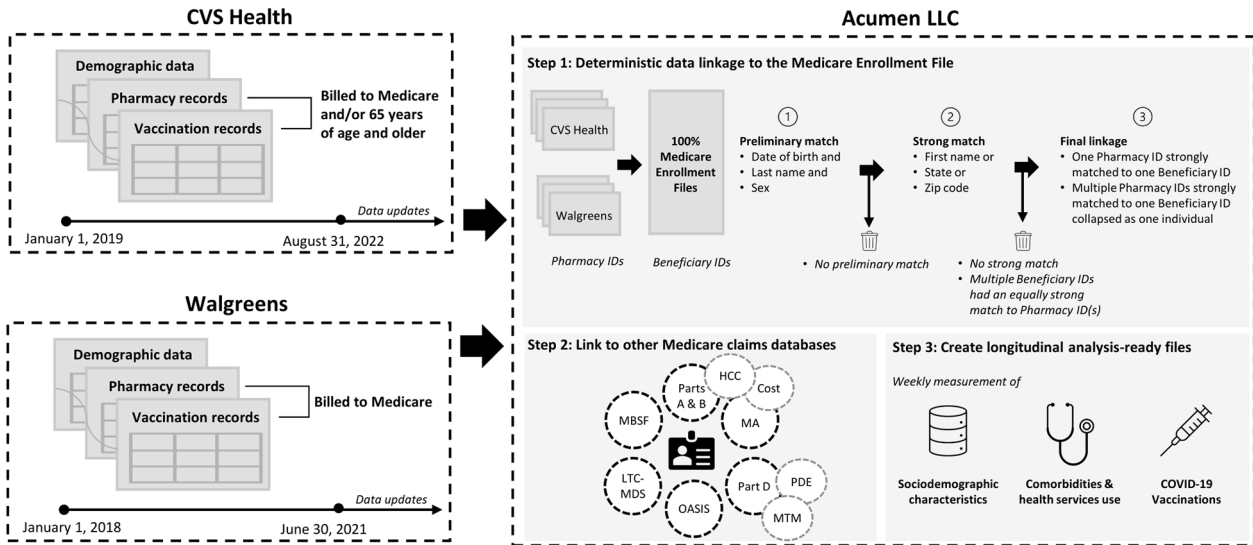 CVS Health
Demographic data
Pharmacy records
Vaccination records
Billed to Medicare
and/or 65 years
of age and older
Data updates
January 1, 2019
August 31, 2022
Walgreens
Demographic data
Pharmacy records
Vaccination records
Billed to Medicare
Data updates
January 1, 2018
June 30, 2021
Acumen LLC
Step 1: Deterministic data linkage to the Medicare Enrollment File
CVS Health
Walgreens
Pharmacy IDs
100%
Medicare
Enrollment
Files
Beneficiary IDs
1
Preliminary match
• Date of birth and
• Last name and
• Sex
• No preliminary match
2
Strong match
• First name or
• State or
• Zip code
• No strong match
• Multiple Beneficiary IDs
had an equally strong
match to Pharmacy ID(s)
3
Final linkage
• One Pharmacy ID strongly
matched to one Beneficiary ID
• Multiple Pharmacy IDs strongly
matched to one Beneficiary ID
collapsed as one individual
Step 2: Link to other Medicare claims databases
HCC
Cost
Parts
A & B
MA
MBSF
LTC-
MDS
OASIS
Part D
PDE
MTM
Step 3: Create longitudinal analysis-ready files
Weekly measurement of
Sociodemographic
characteristics
Comorbidities &
health services use
COVID-19
Vaccinations